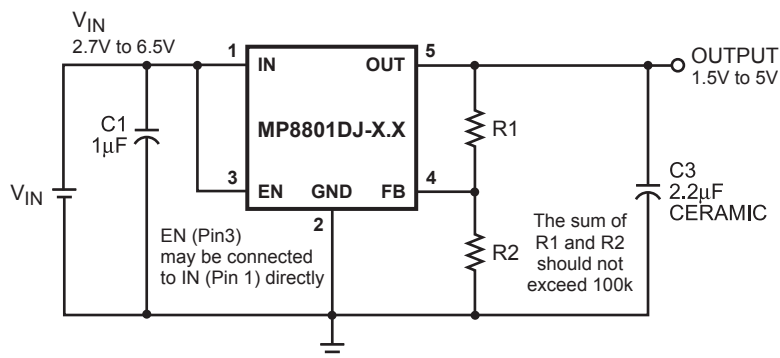 VIN
2.7V to 6.5V
1
IN
OUT
5
OUTPUT
1.5V to 5V
C1
1μF
MP8801DJ-X.X
R1
VIN
3
EN
GND
FB
4
2
C3
2.2μF
CERAMIC
EN (Pin3)
may be connected
to IN (Pin 1) directly
R2
The sum of
R1 and R2
should not
exceed 100k